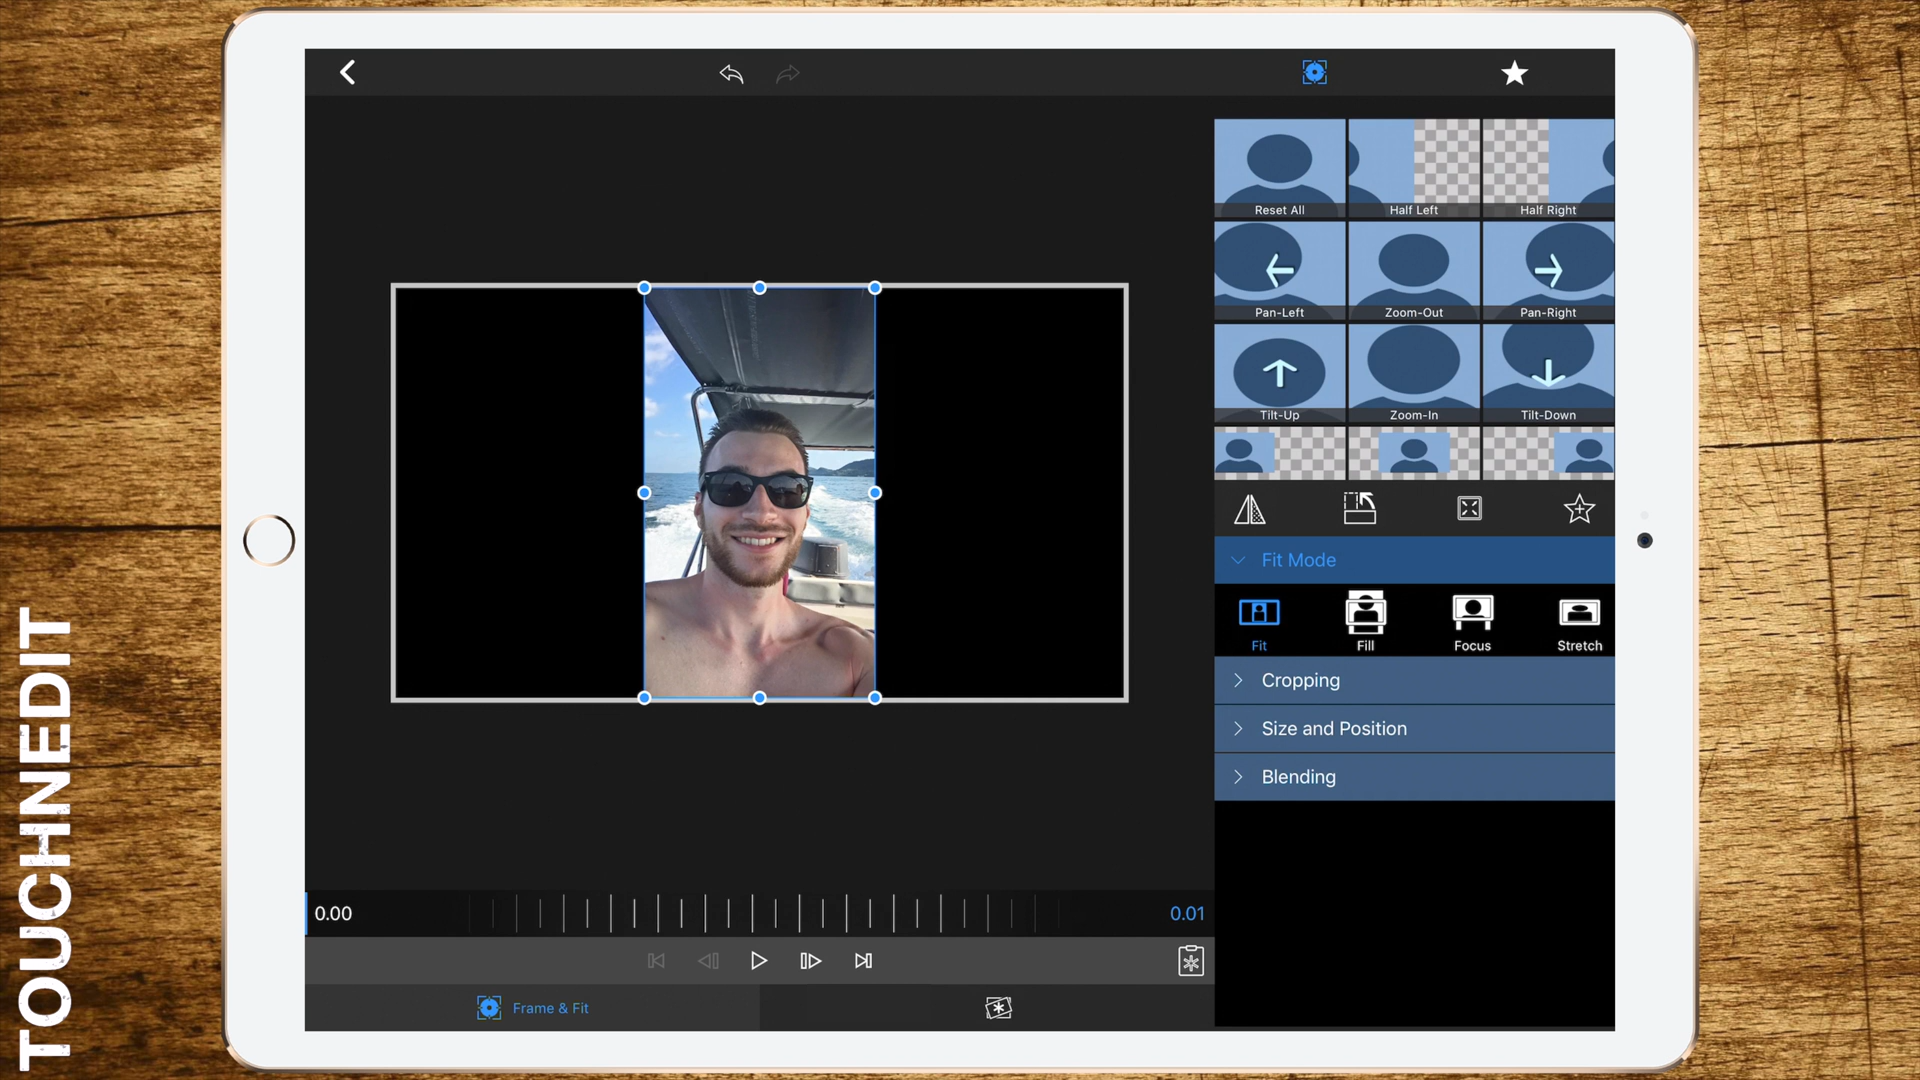 TOUCHNEDIT
Reset All
Half Left
Half Right
Pan-Left
Zoom-Out
Pan-Right
Tilt-Up
Zoom-In
Tilt-Down
Fit Mode
Fit
Fill
Focus
Stretch
Cropping
Size and Position
Blending
0.00
0.01
Frame & Fit